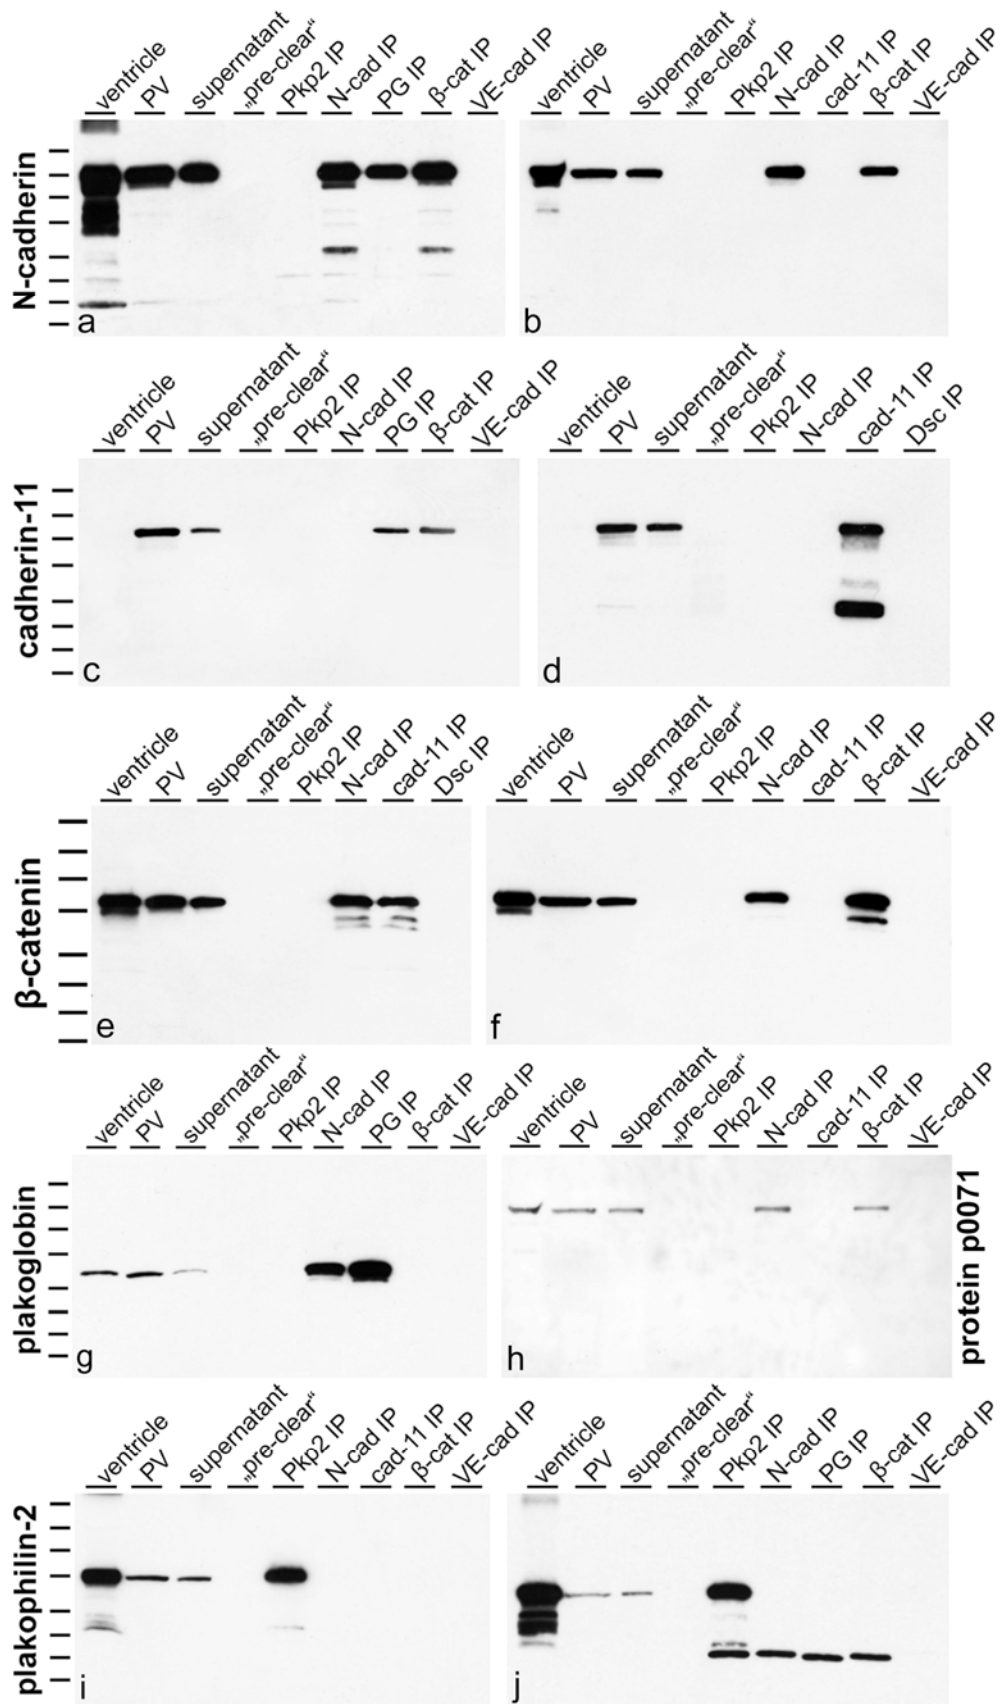 ventricle PV supernatant „pre-clear“ Pkp2 IP N-cad IP PG IP β-cat IP VE-cad IP
ventricle PV supernatant „pre-clear“ Pkp2 IP N-cad IP cad-11 IP β-cat IP VE-cad IP
N-cadherin
a
b
ventricle PV supernatant „pre-clear“ Pkp2 IP N-cad IP PG IP β-cat IP VE-cad IP
ventricle PV supernatant „pre-clear“ Pkp2 IP N-cad IP cad-11 IP Dsc IP
cadherin-11
c
d
ventricle PV supernatant „pre-clear“ Pkp2 IP N-cad IP cad-11 IP Dsc IP
ventricle PV supernatant „pre-clear“ Pkp2 IP N-cad IP cad-11 IP β-cat IP VE-cad IP
β-catenin
e
f
ventricle PV supernatant „pre-clear“ Pkp2 IP N-cad IP PG IP β-cat IP VE-cad IP
ventricle PV supernatant „pre-clear“ Pkp2 IP N-cad IP cad-11 IP β-cat IP VE-cad IP
plakoglobin
g
h
protein p0071
ventricle PV supernatant „pre-clear“ Pkp2 IP N-cad IP cad-11 IP β-cat IP VE-cad IP
ventricle PV supernatant „pre-clear“ Pkp2 IP N-cad IP PG IP β-cat IP VE-cad IP
plakophilin-2
i
j